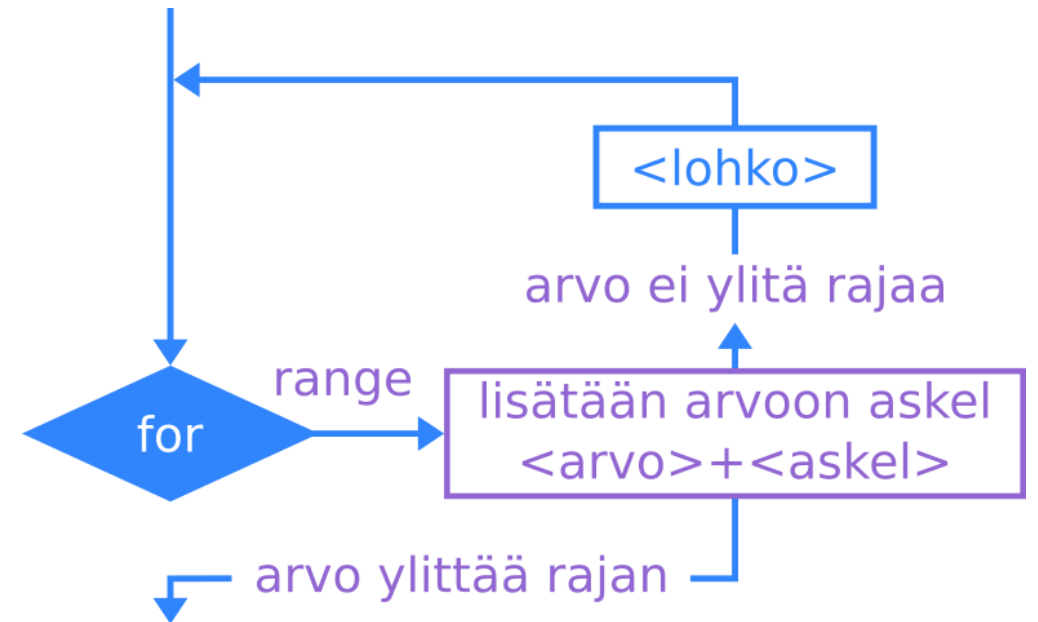 <lohko>
arvo ei ylitä rajaa
range
for
lisätään arvoon askel
<arvo>+<askel>
arvo ylittää rajan